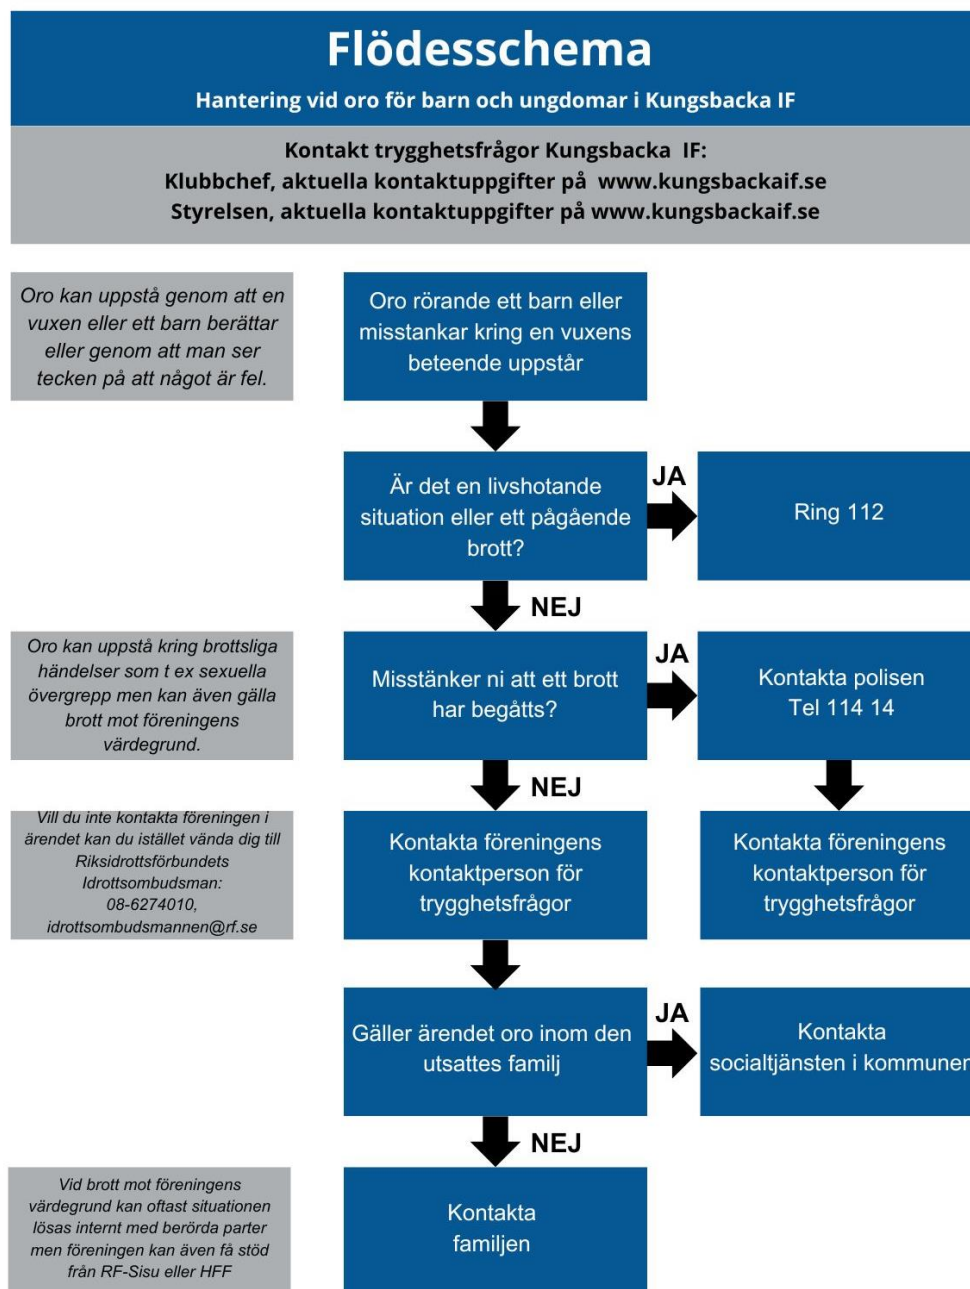 Flödesschema
Hantering vid oro för barn och ungdomar i Kungsbacka IF
Kontakt trygghetsfrågor Kungsbacka IF:
Klubbchef, aktuella kontaktuppgifter på www.kungsbackaif.se
Styrelsen, aktuella kontaktuppgifter på www.kungsbackaif.se
Oro kan uppstå genom att en
vuxen eller ett barn berättar
eller genom att man ser
tecken på att något är fel.
Oro rörande ett barn eller
misstankar kring en vuxens
beteende uppstår
Är det en livshotande
situation eller ett pågående
brott?
JA
Ring 112
NEJ
Oro kan uppstå kring brottsliga
händelser som t ex sexuella
övergrepp men kan även gälla
brott mot föreningens
värdegrund.
Misstänker ni att ett brott
har begåtts?
JA
Kontakta polisen
Tel 114 14
NEJ
Vill du inte kontakta föreningen i
ärendet kan du istället vända dig till
Riksidrottsförbundets
Idrottsombudsman:
08-6274010,
idrottsombudsmannen@rf.se
Kontakta föreningens
kontaktperson för
trygghetsfrågor
Kontakta föreningens
kontaktperson för
trygghetsfrågor
Gäller ärendet oro inom den
utsattes familj
JA
Kontakta
socialtjänsten i kommunen
NEJ
Vid brott mot föreningens
värdegrund kan oftast situationen
lösas internt med berörda parter
men föreningen kan även få stöd
från RF-Sisu eller HFF
Kontakta
familjen